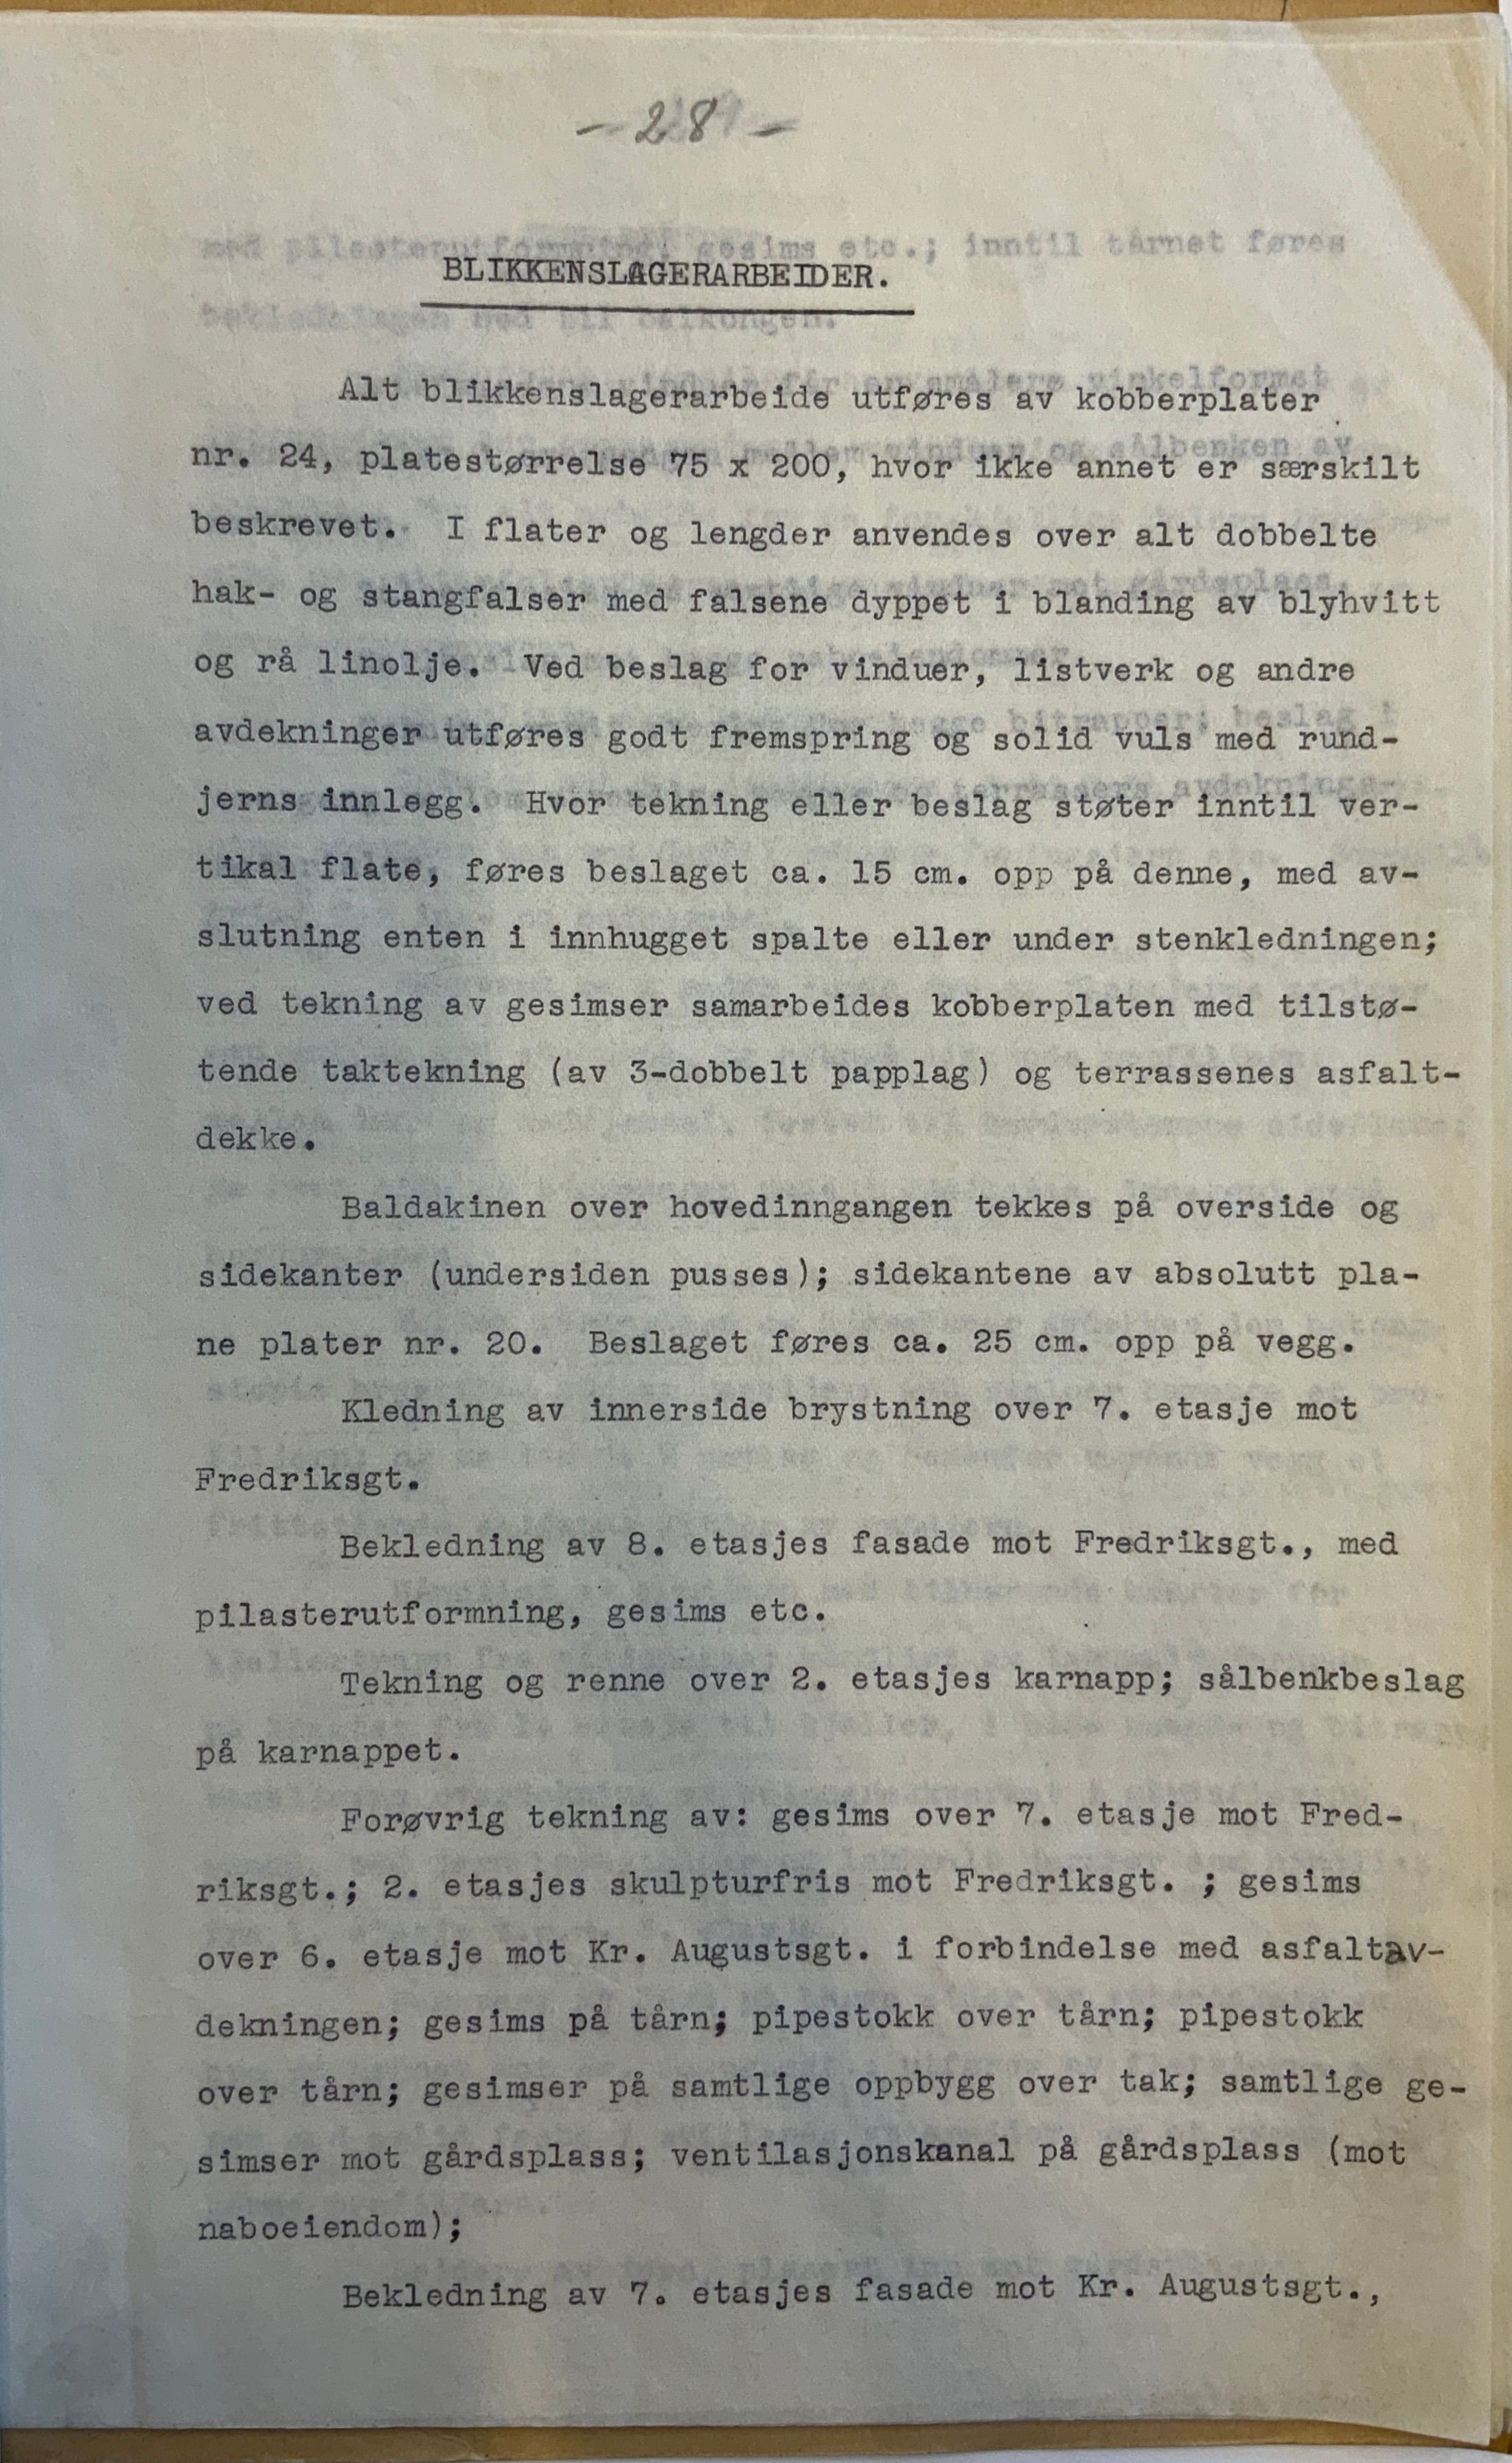 - 28 -
BLIKKENSLAGERARBEIDER.
Alt blikkenslagerarbeide utføres av kobberplater
nr. 24, platestørrelse 75 x 200, hvor ikke annet er særskilt
beskrevet. I flater og lengder anvendes over alt dobbelte
hak- og stangfalser med falsene dyppet i blanding av blyhvitt
og rå linolje. Ved beslag for vinduer, listverk og andre
avdekninger utføres godt fremspring og solid vuls med rund-
jerns innlegg. Hvor tekning eller beslag støter inntil ver-
tikal flate, føres beslaget ca. 15 cm. opp på denne, med av-
slutning enten i innhugget spalte eller under stenkledningen;
ved tekning av gesimser samarbeides kobberplaten med tilstø-
tende taktekning (av 3-dobbelt papplag) og terrassenes asfalt-
dekke.
Baldakinen over hovedinngangen tekkes på overside og
sidekanter (undersiden pusses); sidekantene av absolutt pla-
ne plater nr. 20. Beslaget føres ca. 25 cm. opp på vegg.
Kledning av innerside brystning over 7. etasje mot
Fredriksgt.
Bekledning av 8. etasjes fasade mot Fredriksgt., med
pilasterutformning, gesims etc.
Tekning og renne over 2. etasjes karnapp; sålbenkbeslag
på karnappet.
Forøvrig tekning av: gesims over 7. etasje mot Fred-
riksgt.; 2. etasjes skulpturfris mot Fredriksgt. ; gesims
over 6. etasje mot Kr. Augustsgt. i forbindelse med asfaltav-
dekningen; gesims på tårn; pipestokk over tårn; pipestokk
over tårn; gesimser på samtlige oppbygg over tak; samtlige ge-
simser mot gårdsplass; ventilasjonskanal på gårdsplass (mot
naboeiendom);
Bekledning av 7. etasjes fasade mot Kr. Augustsgt.,